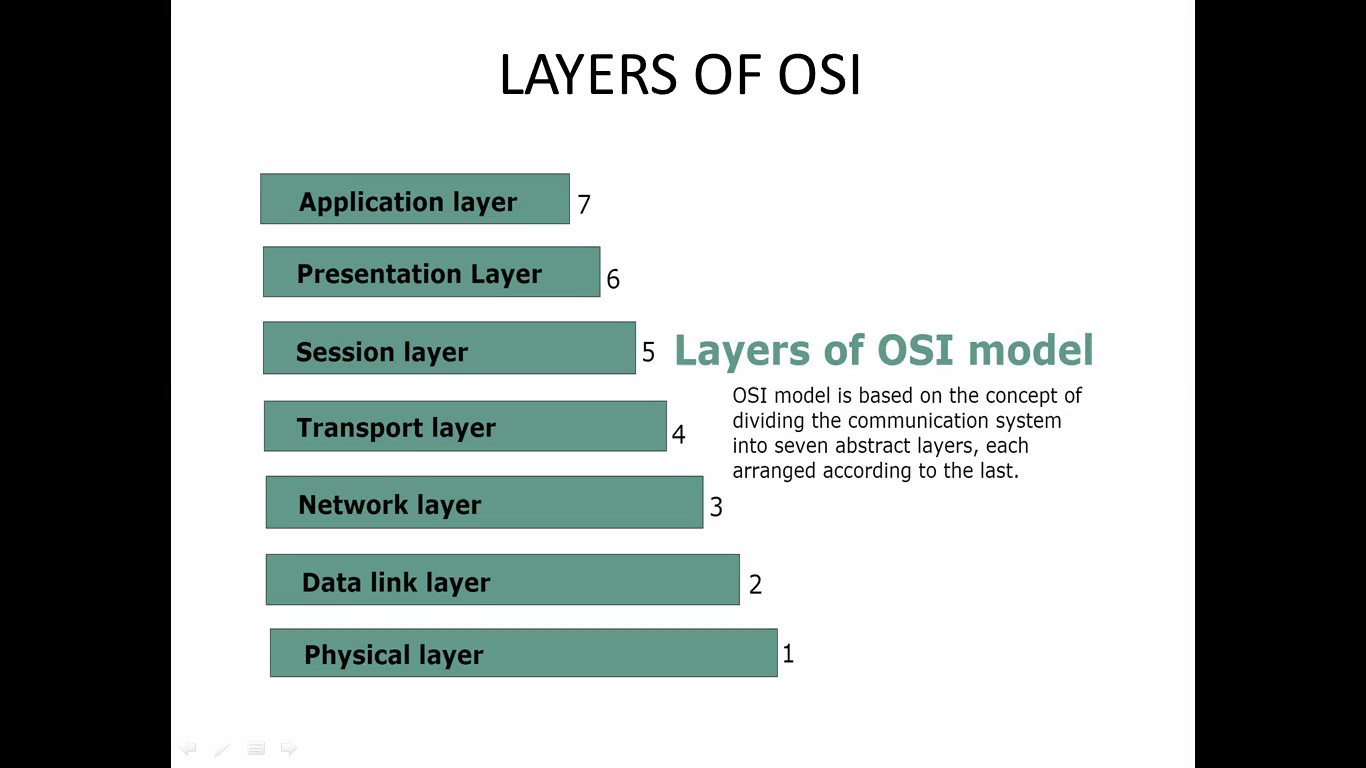 LAYERS OF OSI
Application layer 7
Presentation Layer 6
Session layer 5
Transport layer 4
Network layer 3
Data link layer 2
Physical layer 1
Layers of OSI model
OSI model is based on the concept of
dividing the communication system
into seven abstract layers, each
arranged according to the last.